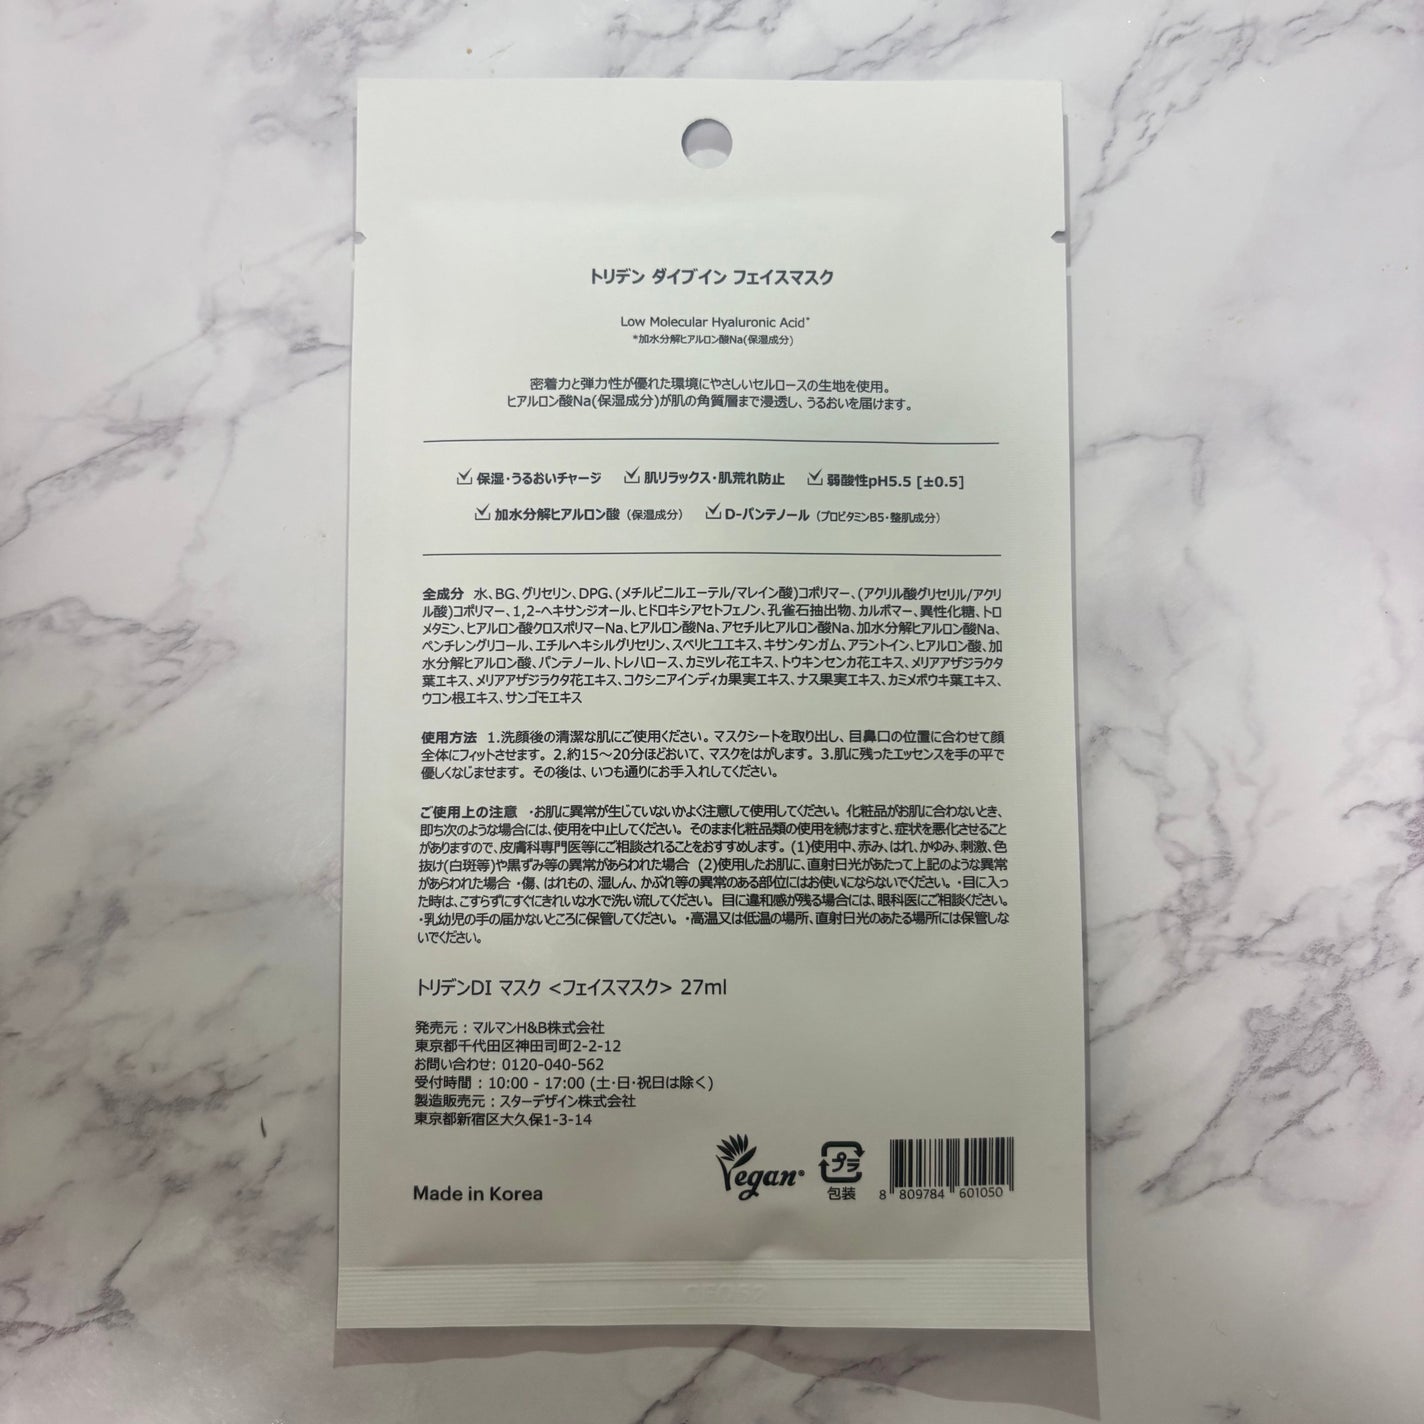 トリデン ダイブイン フェイスマスク
Low Molecular Hyaluronic Acid*
*加水分解ヒアルロン酸Na(保湿成分)
密着力と弾力性が優れた環境にやさしいセルロースの生地を使用。
ヒアルロン酸Na(保湿成分)が肌の角質層まで浸透し、うるおいを届けます。
保湿・うるおいチャージ 肌リラックス・肌荒れ防止 弱酸性pH5.5 [±0.5]
加水分解ヒアルロン酸（保湿成分） D-パンテノール（プロビタミンB5・整肌成分）
全成分 水、BG、グリセリン、DPG、(メチルビニルエーテル/マレイン酸)コポリマー、(アクリル酸グリセリル/アクリ
ル酸)コポリマー、1,2-ヘキサンジオール、ヒドロキシアセトフェノン、孔雀石抽出物、カルボマー、異性化糖、トロ
メタミン、ヒアルロン酸クロスポリマーNa、ヒアルロン酸Na、アセチルヒアルロン酸Na、加水分解ヒアルロン酸Na、
ペンチレングリコール、エチルヘキシルグリセリン、スベリヒユエキス、キサンタンガム、アラントイン、ヒアルロン酸、加
水分解ヒアルロン酸、パンテノール、トレハロース、カミツレ花エキス、トウキンセンカ花エキス、メリアアザジラクタ
葉エキス、メリアアザジラクタ花エキス、コクシニアインディカ果実エキス、ナス果実エキス、カミメボウキ葉エキス、
ウコン根エキス、サンゴモエキス
使用方法 1.洗顔後の清潔な肌にご使用ください。マスクシートを取り出し、目鼻口の位置に合わせて顔
全体にフィットさせます。2.約15～20分ほどおいて、マスクをはがします。3.肌に残ったエッセンスを手の平で
優しくなじませます。その後は、いつも通りにお手入れしてください。
ご使用上の注意 ・お肌に異常が生じていないかよく注意して使用してください。化粧品がお肌に合わないとき、
即ち次のような場合には、使用を中止してください。そのまま化粧品類の使用を続けますと、症状を悪化させること
がありますので、皮膚科専門医等にご相談されることをおすすめします。(1)使用中、赤み、はれ、かゆみ、刺激、色
抜け(白斑等)や黒ずみ等の異常があらわれた場合 (2)使用したお肌に、直射日光があたって上記のような異常
があらわれた場合 ・傷、はれもの、湿しん、かぶれ等の異常のある部位にはお使いにならないでください。・目に入っ
た時は、こすらずにすぐにきれいな水で洗い流してください。目に違和感が残る場合には、眼科医にご相談ください。
・乳幼児の手の届かないところに保管してください。・高温又は低温の場所、直射日光のあたる場所には保管しな
いでください。
トリデンDI マスク <フェイスマスク> 27ml
発売元：マルマンH&B株式会社
東京都千代田区神田司町2-2-12
お問い合わせ: 0120-040-562
受付時間：10:00 - 17:00 (土・日・祝日は除く)
製造販売元：スターデザイン株式会社
東京都新宿区大久保1-3-14
Made in Korea
Vegan®
プラ
包装
8 809784 601050